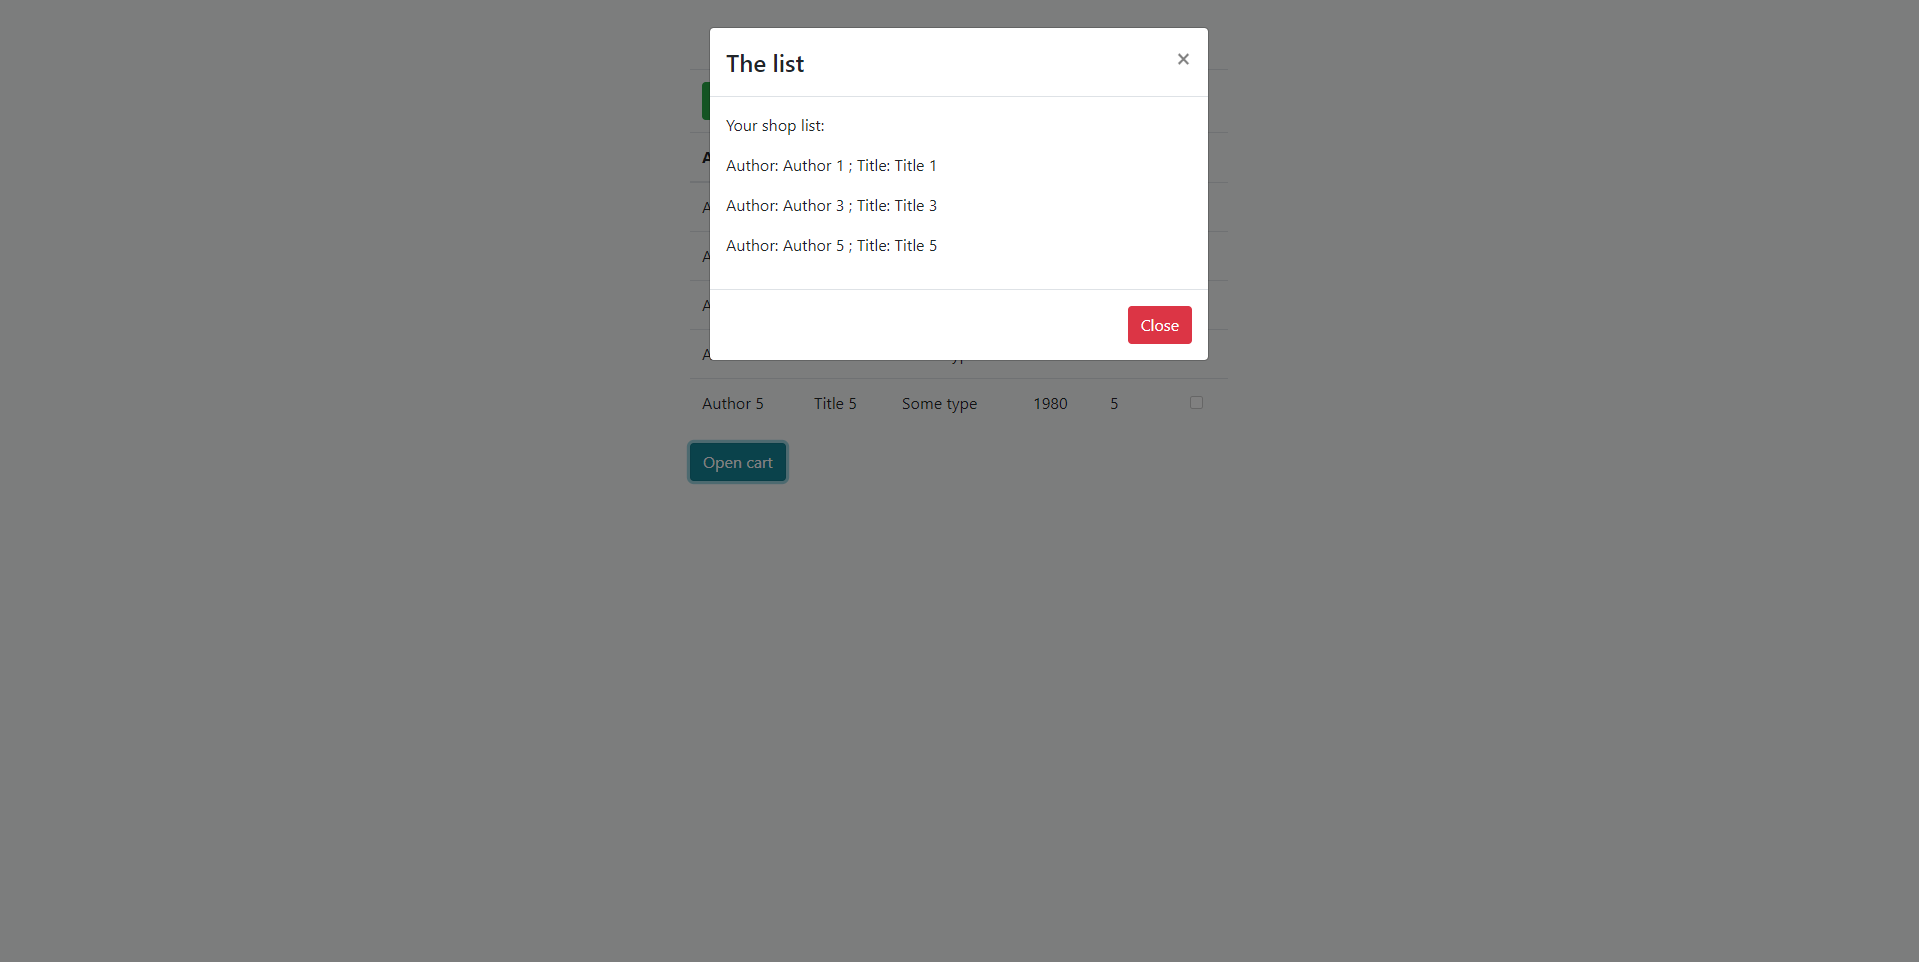 The list
×
Your shop list:
Author: Author 1 ; Title: Title 1
Author: Author 3 ; Title: Title 3
Author: Author 5 ; Title: Title 5
Close
Author 5 Title 5 Some type 1980 5
Open cart